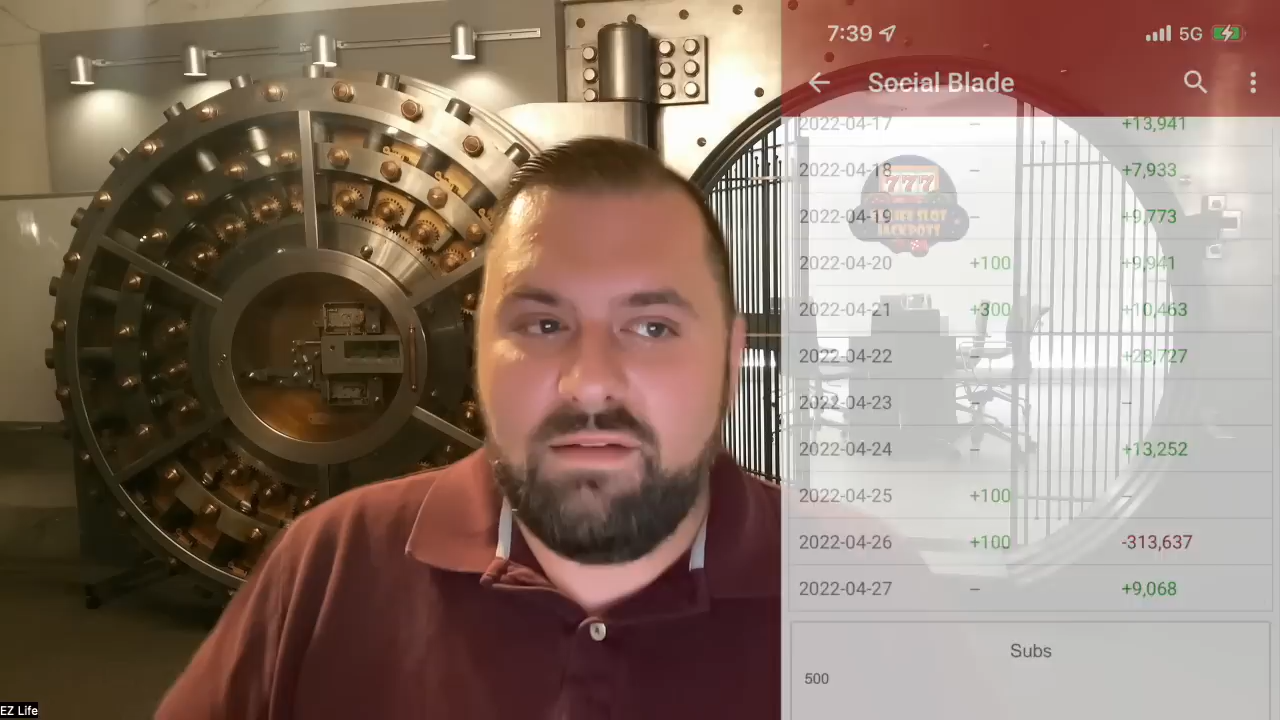 7:39
5G
Social Blade
2022-04-17 – +13,941
2022-04-18 – +7,933
777
2022-04-19 – +9,773
SLOT
JACKPOTS
2022-04-20 +100 +9,941
2022-04-21 +300 +10,463
2022-04-22 – +28,727
2022-04-23 – –
2022-04-24 – +13,252
2022-04-25 +100 –
2022-04-26 +100 -313,637
2022-04-27 – +9,068
Subs
500
EZ Life